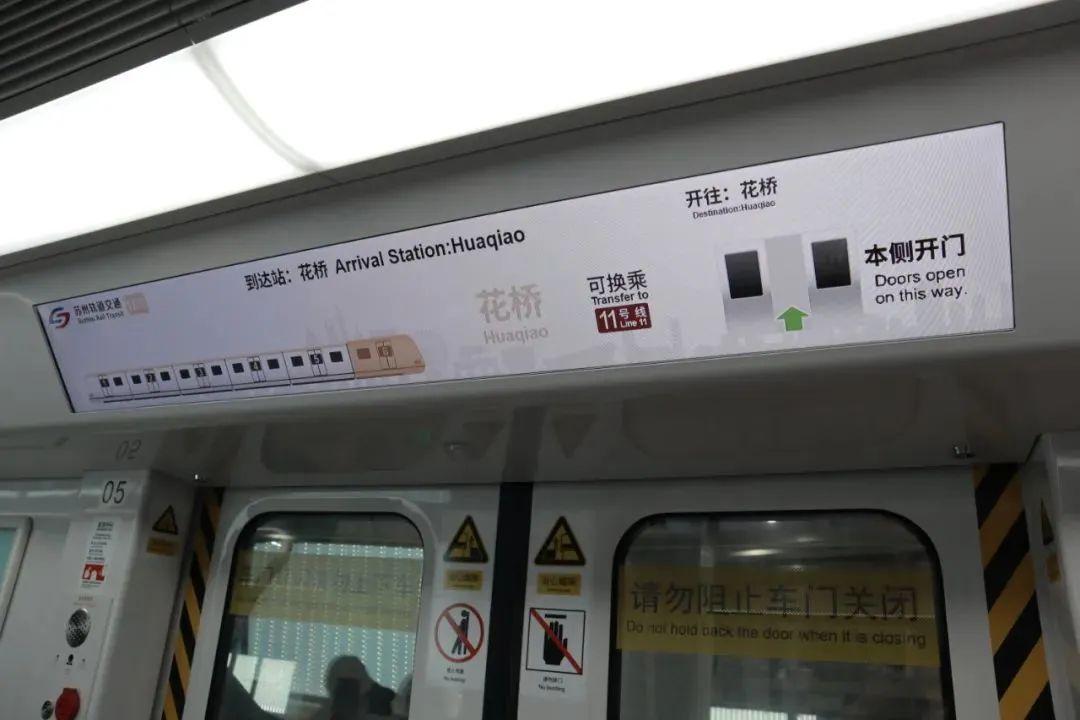 开往：花桥
Destination:Huaqiao
到达站：花桥 Arrival Station:Huaqiao
苏州轨道交通
Suzhou Rail Transit
花桥
Huaqiao
可换乘
Transfer to
11号线
Line 11
本侧开门
Doors open
on this way.
1 2 3 4 5 6
05
请勿阻止车门关闭
Do not hold back the door when it is closing